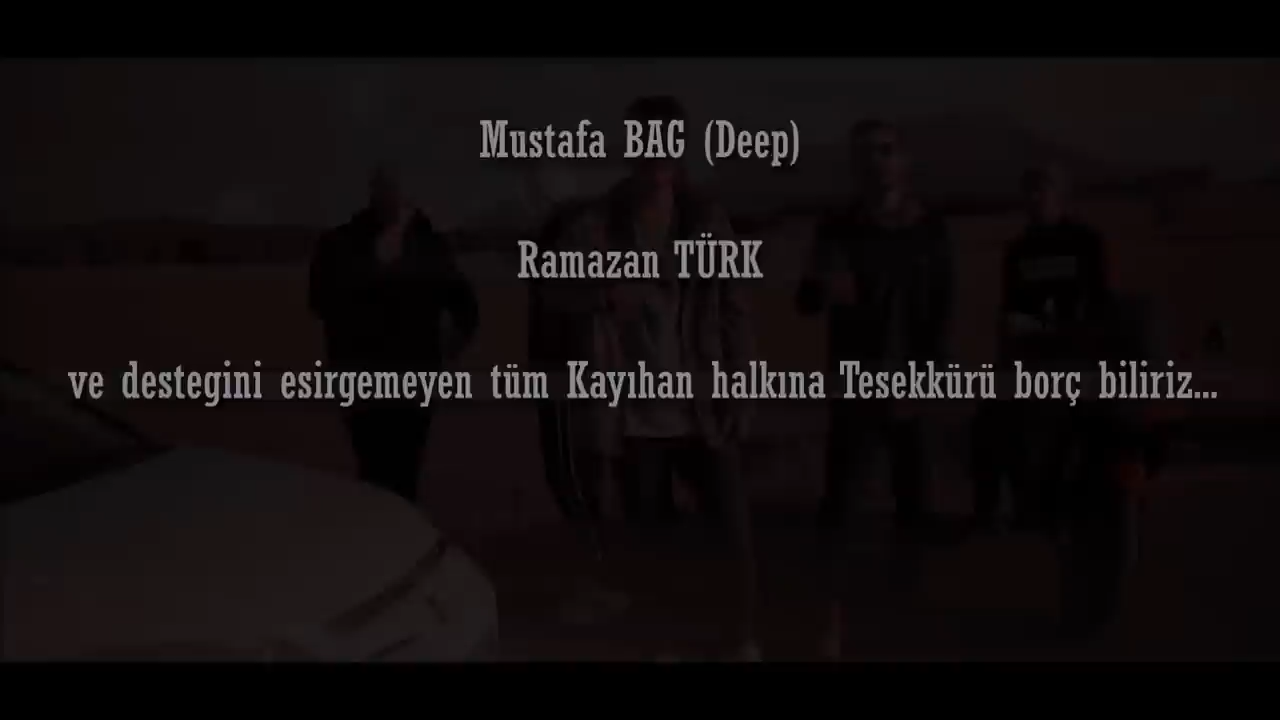 Mustafa BAG (Deep)
Ramazan TÜRK
ve destegini esirgemeyen tüm Kayıhan halkına Tesekkürü borç biliriz...